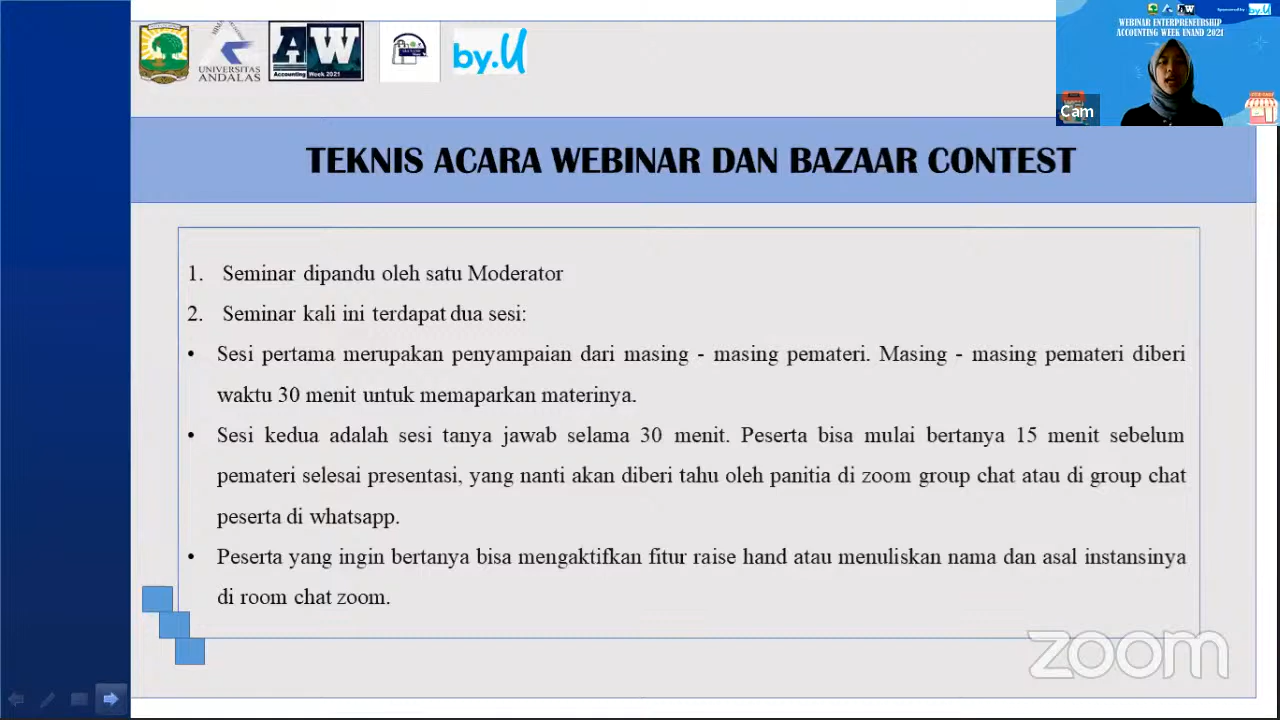 UNIVERSITAS
ANDALAS
AW
Accounting Week 2021
by.U
Sponsored by by.U
WEBINAR ENTERPRENEURSHIP
ACCOUNTING WEEK UNAND 2021
Cam
TEKNIS ACARA WEBINAR DAN BAZAAR CONTEST
1. Seminar dipandu oleh satu Moderator
2. Seminar kali ini terdapat dua sesi:
• Sesi pertama merupakan penyampaian dari masing - masing pemateri. Masing - masing pemateri diberi
waktu 30 menit untuk memaparkan materinya.
• Sesi kedua adalah sesi tanya jawab selama 30 menit. Peserta bisa mulai bertanya 15 menit sebelum
pemateri selesai presentasi, yang nanti akan diberi tahu oleh panitia di zoom group chat atau di group chat
peserta di whatsapp.
• Peserta yang ingin bertanya bisa mengaktifkan fitur raise hand atau menuliskan nama dan asal instansinya
di room chat zoom.
zoom